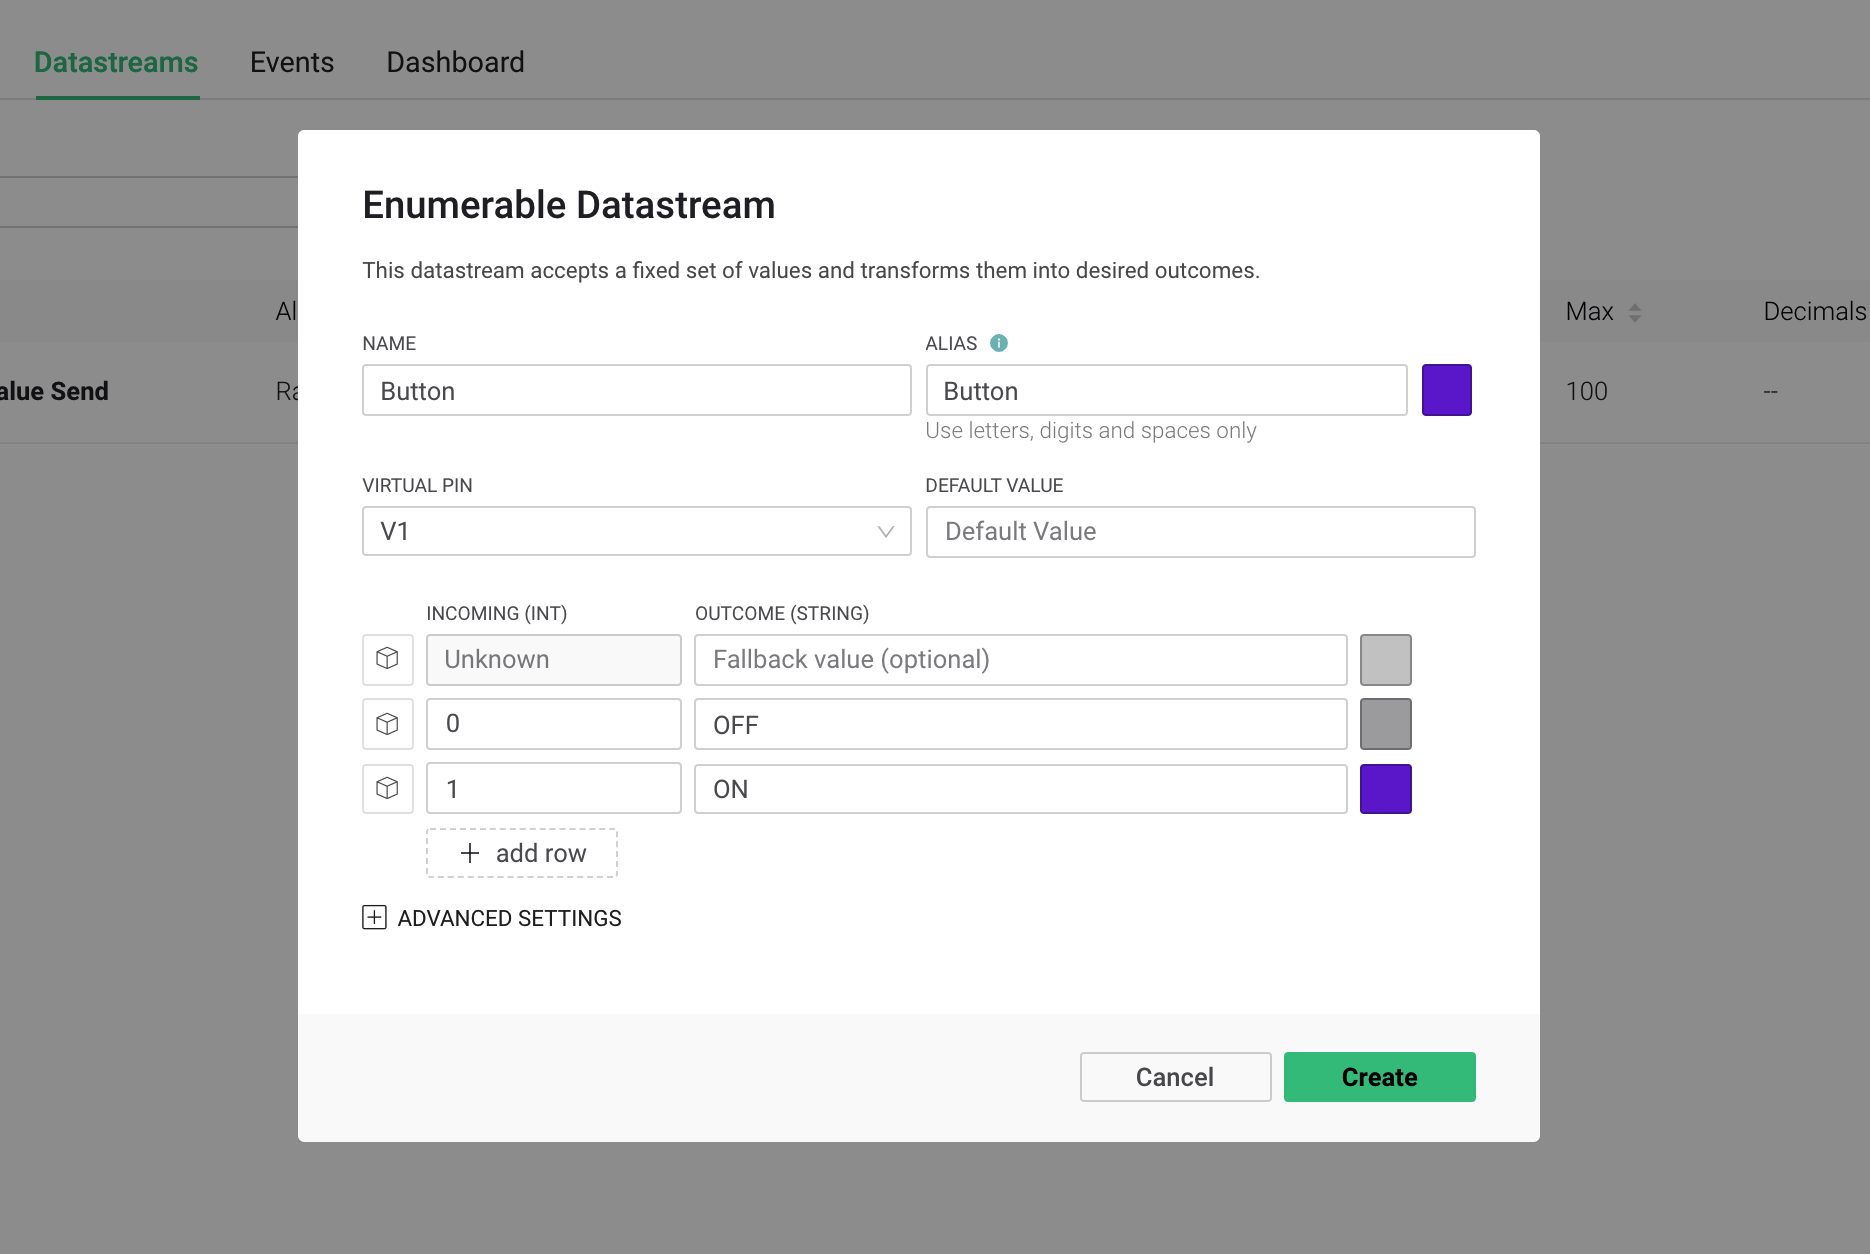 Datastreams Events Dashboard
Enumerable Datastream
This datastream accepts a fixed set of values and transforms them into desired outcomes.
Al Max Decimals
NAME ALIAS
alue Send Ra Button Button 100 --
Use letters, digits and spaces only
VIRTUAL PIN DEFAULT VALUE
V1 Default Value
INCOMING (INT) OUTCOME (STRING)
Unknown Fallback value (optional)
0 OFF
1 ON
+ add row
ADVANCED SETTINGS
Cancel Create